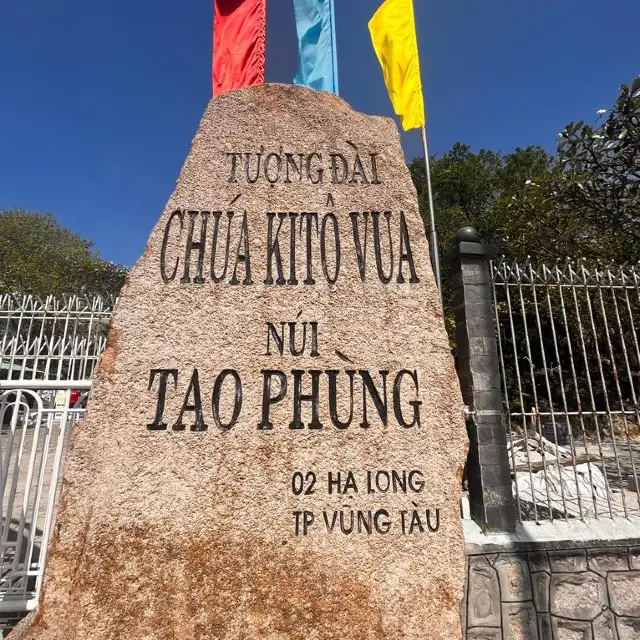 TƯỢNG ĐÀI
CHÚA KITÔ VUA
NÚI
TAO PHÙNG
02 HẠ LONG
TP VŨNG TÀU